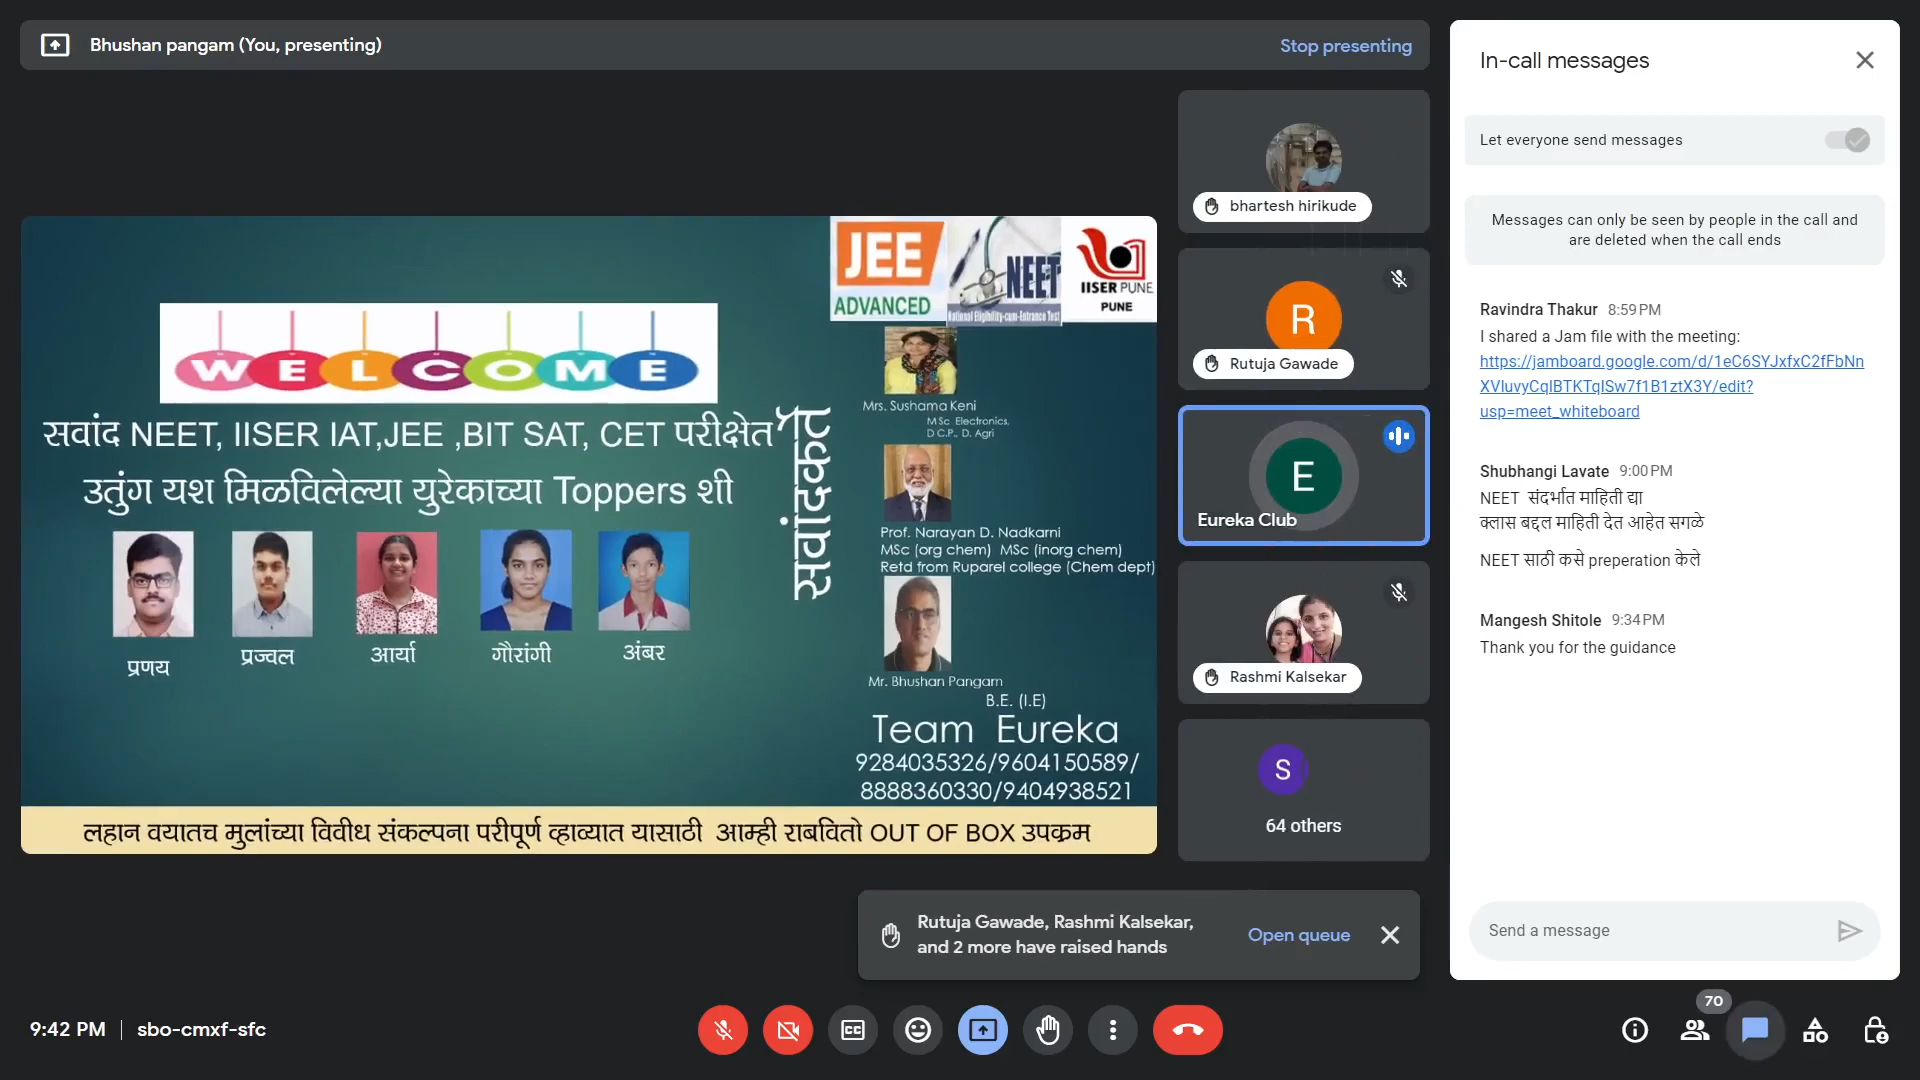 Bhushan pangam (You, presenting)
Stop presenting
JEE
ADVANCED
NEET
National Eligibility-cum-Entrance Test
IISER PUNE
PUNE
WELCOME
सवांद NEET, IISER IAT,JEE ,BIT SAT, CET परीक्षेत
उतुंग यश मिळविलेल्या युरेकाच्या Toppers शी
प्रणय
प्रज्वल
आर्या
गौरांगी
अंबर
सवांदकर्ते
Mrs. Sushama Keni
MSc Electronics,
D C.P., D. Agri
Prof. Narayan D. Nadkarni
MSc (org chem) MSc (inorg chem)
Retd from Ruparel college (Chem dept)
Mr. Bhushan Pangam
B.E. (I.E)
Team Eureka
9284035326/9604150589/
8888360330/9404938521
लहान वयातच मुलांच्या विवीध संकल्पना परीपूर्ण व्हाव्यात यासाठी आम्ही राबवितो OUT OF BOX उपक्रम
bhartesh hirikude
R
Rutuja Gawade
E
Eureka Club
Rashmi Kalsekar
S
64 others
Rutuja Gawade, Rashmi Kalsekar,
and 2 more have raised hands
Open queue
In-call messages
Let everyone send messages
Messages can only be seen by people in the call and
are deleted when the call ends
Ravindra Thakur 8:59 PM
I shared a Jam file with the meeting:
https://jamboard.google.com/d/1eC6SYJxfxC2fFbNn
XVIuvyCqlBTKTqISw7f1B1ztX3Y/edit?
usp=meet_whiteboard
Shubhangi Lavate 9:00 PM
NEET संदर्भात माहिती द्या
क्लास बद्दल माहिती देत आहेत सगळे
NEET साठी कसे preperation केले
Mangesh Shitole 9:34 PM
Thank you for the guidance
Send a message
9:42 PM | sbo-cmxf-sfc
CC
70